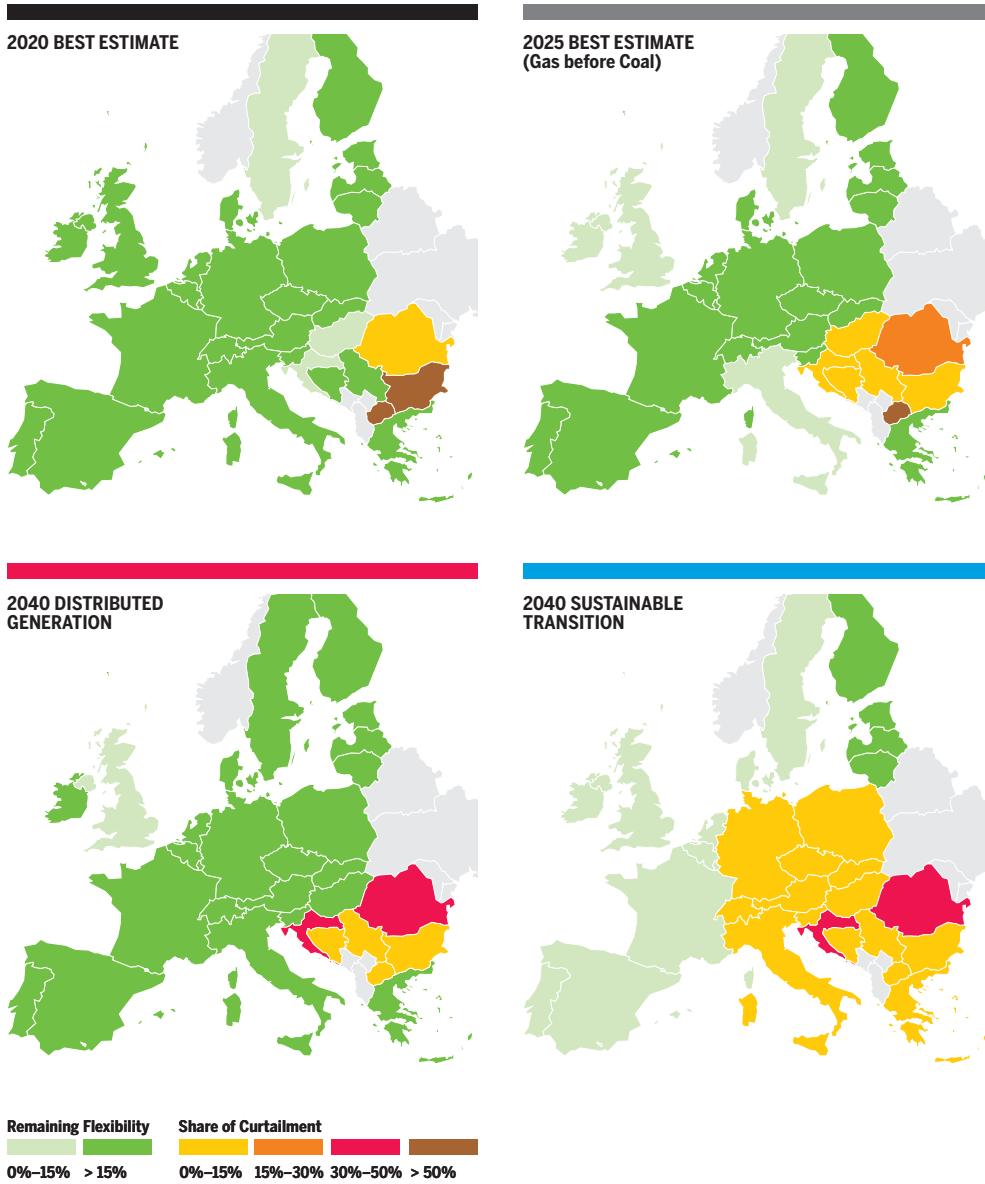 2020 BEST ESTIMATE
2025 BEST ESTIMATE
(Gas before Coal)
2040 DISTRIBUTED
GENERATION
2040 SUSTAINABLE
TRANSITION
Remaining Flexibility
0%–15% > 15%
Share of Curtailment
0%–15% 15%–30% 30%–50% > 50%